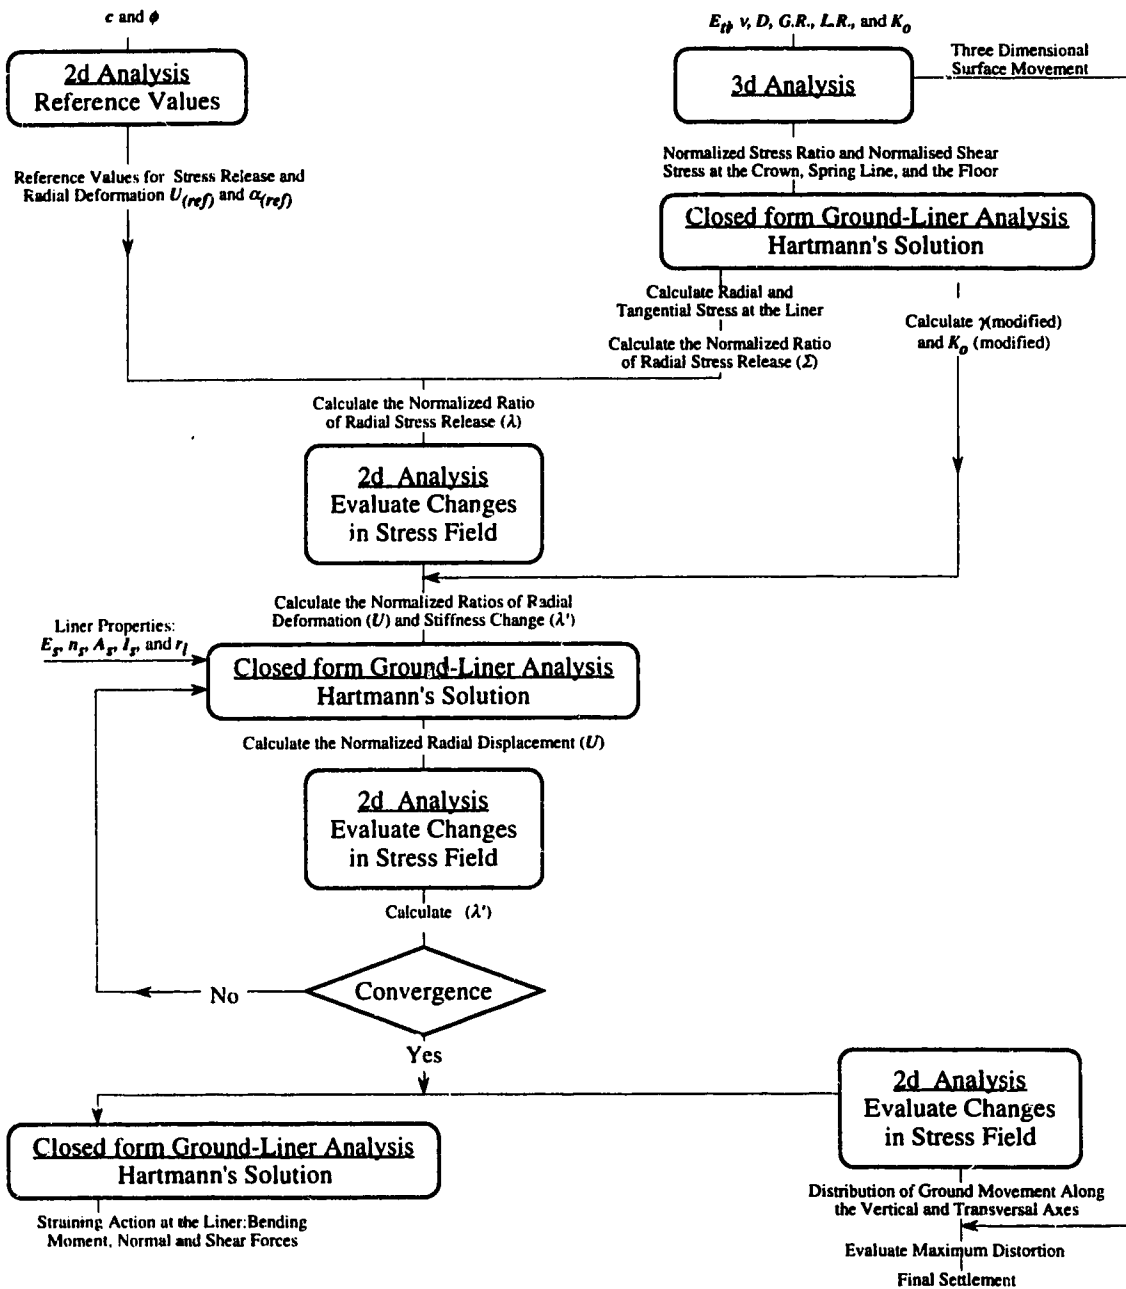 c and ϕ
2d Analysis
Reference Values
Reference Values for Stress Release and
Radial Deformation U(ref) and α(ref)
E_ti, ν, D, G.R., L.R., and K_o
3d Analysis
Three Dimensional
Surface Movement
Normalized Stress Ratio and Normalised Shear
Stress at the Crown, Spring Line, and the Floor
Closed form Ground-Liner Analysis
Hartmann's Solution
Calculate Radial and
Tangential Stress at the Liner
Calculate the Normalized Ratio
of Radial Stress Release (Σ)
Calculate γ(modified)
and K_o (modified)
Calculate the Normalized Ratio
of Radial Stress Release (λ)
2d Analysis
Evaluate Changes
in Stress Field
Calculate the Normalized Ratios of Radial
Deformation (U) and Stiffness Change (λ')
Liner Properties:
E_s, n_s, A_s, I_s, and r_l
Closed form Ground-Liner Analysis
Hartmann's Solution
Calculate the Normalized Radial Displacement (U)
2d Analysis
Evaluate Changes
in Stress Field
Calculate (λ')
Convergence
No
Yes
2d Analysis
Evaluate Changes
in Stress Field
Closed form Ground-Liner Analysis
Hartmann's Solution
Straining Action at the Liner:Bending
Moment, Normal and Shear Forces
Distribution of Ground Movement Along
the Vertical and Transversal Axes
Evaluate Maximum Distortion
Final Settlement